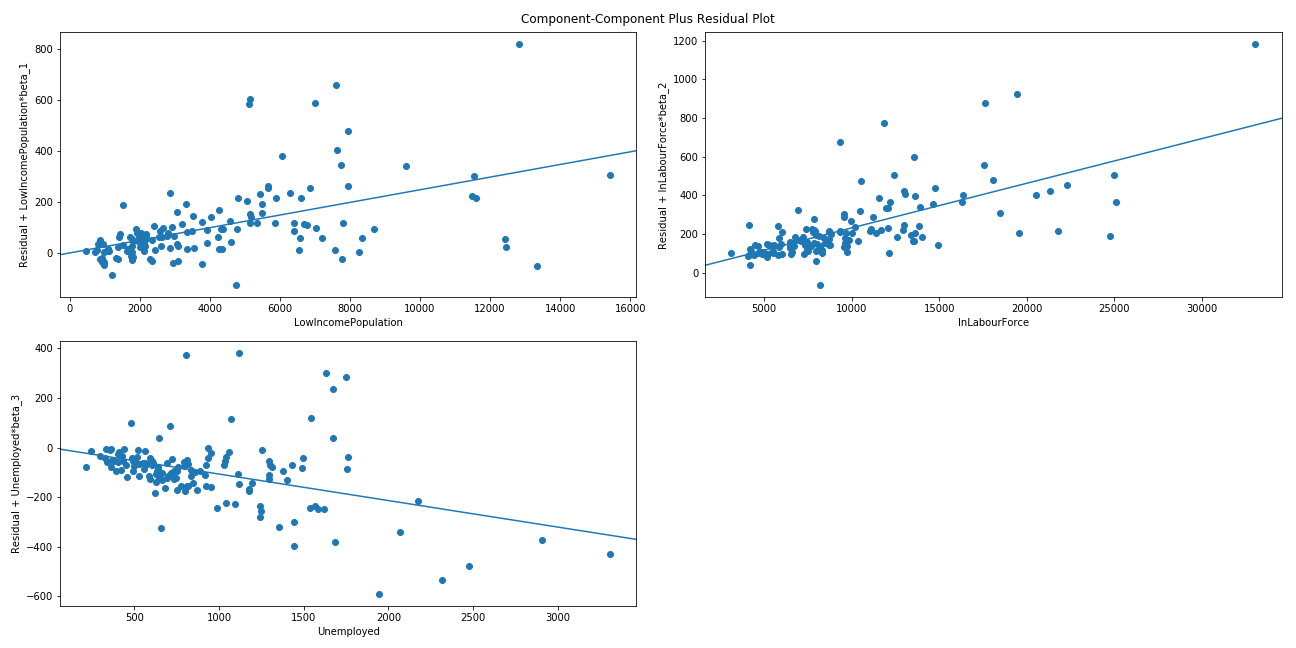 Component-Component Plus Residual Plot
Residual + LowIncomePopulation*beta_1
800
600
400
200
0
0 2000 4000 6000 8000 10000 12000 14000 16000
LowIncomePopulation
Residual + InLabourForce*beta_2
1200
1000
800
600
400
200
0
5000 10000 15000 20000 25000 30000
InLabourForce
Residual + Unemployed*beta_3
400
200
0
−200
−400
−600
500 1000 1500 2000 2500 3000
Unemployed